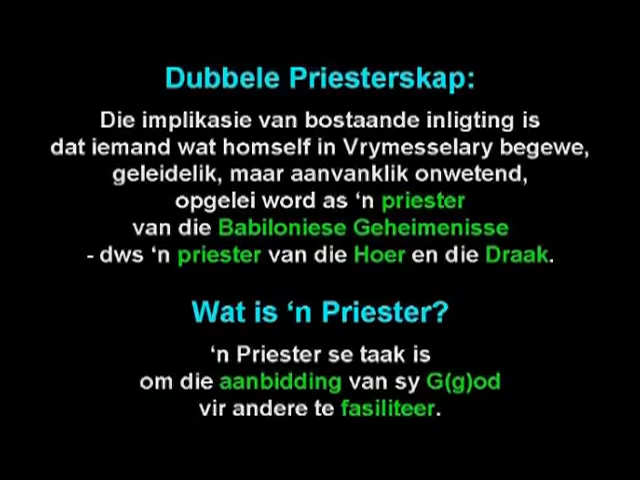 Dubbele Priesterskap:
Die implikasie van bostaande inligting is
dat iemand wat homself in Vrymesselary begewe,
geleidelik, maar aanvanklik onwetend,
opgelei word as ‘n priester
van die Babiloniese Geheimenisse
- dws ‘n priester van die Hoer en die Draak.
Wat is ‘n Priester?
‘n Priester se taak is
om die aanbidding van sy G(g)od
vir andere te fasiliteer.